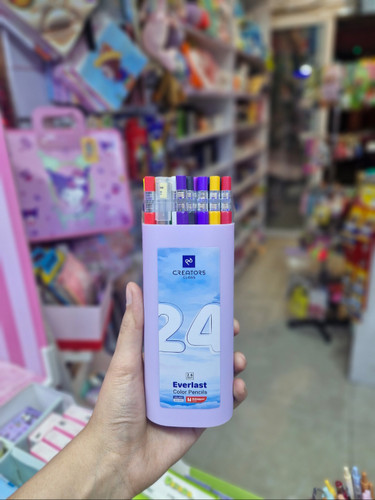 CREATORS
24
Everlast
Color Pencils